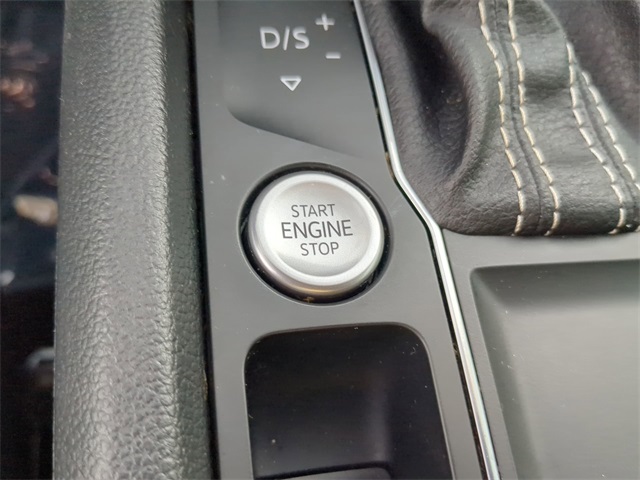 D/S +
−
START
ENGINE
STOP